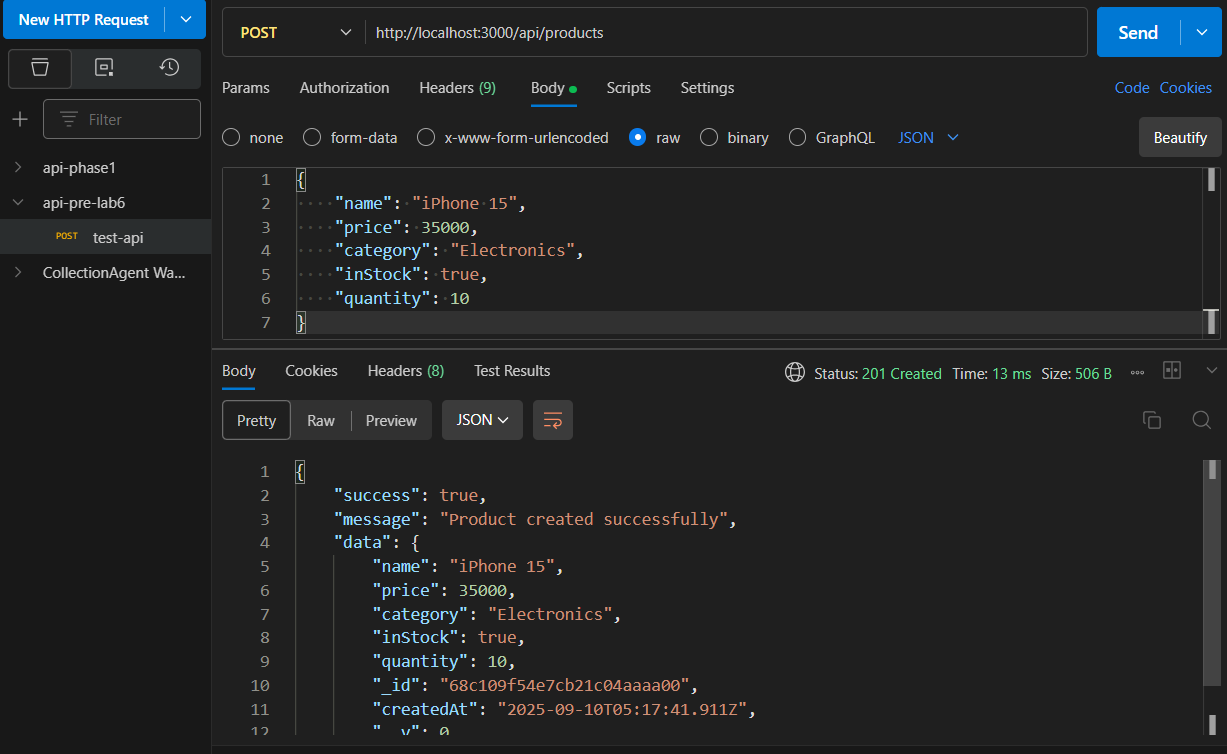 New HTTP Request
POST http://localhost:3000/api/products Send
Params Authorization Headers (9) Body Scripts Settings Code Cookies
Filter
none form-data x-www-form-urlencoded raw binary GraphQL JSON Beautify
api-phase1
api-pre-lab6
POST test-api
CollectionAgent Wa...
1 {
2 "name": "iPhone 15",
3 "price": 35000,
4 "category": "Electronics",
5 "inStock": true,
6 "quantity": 10
7 }
Body Cookies Headers (8) Test Results Status: 201 Created Time: 13 ms Size: 506 B
Pretty Raw Preview JSON
1 {
2 "success": true,
3 "message": "Product created successfully",
4 "data": {
5 "name": "iPhone 15",
6 "price": 35000,
7 "category": "Electronics",
8 "inStock": true,
9 "quantity": 10,
10 "_id": "68c109f54e7cb21c04aaaa00",
11 "createdAt": "2025-09-10T05:17:41.911Z",
12 "__v": 0